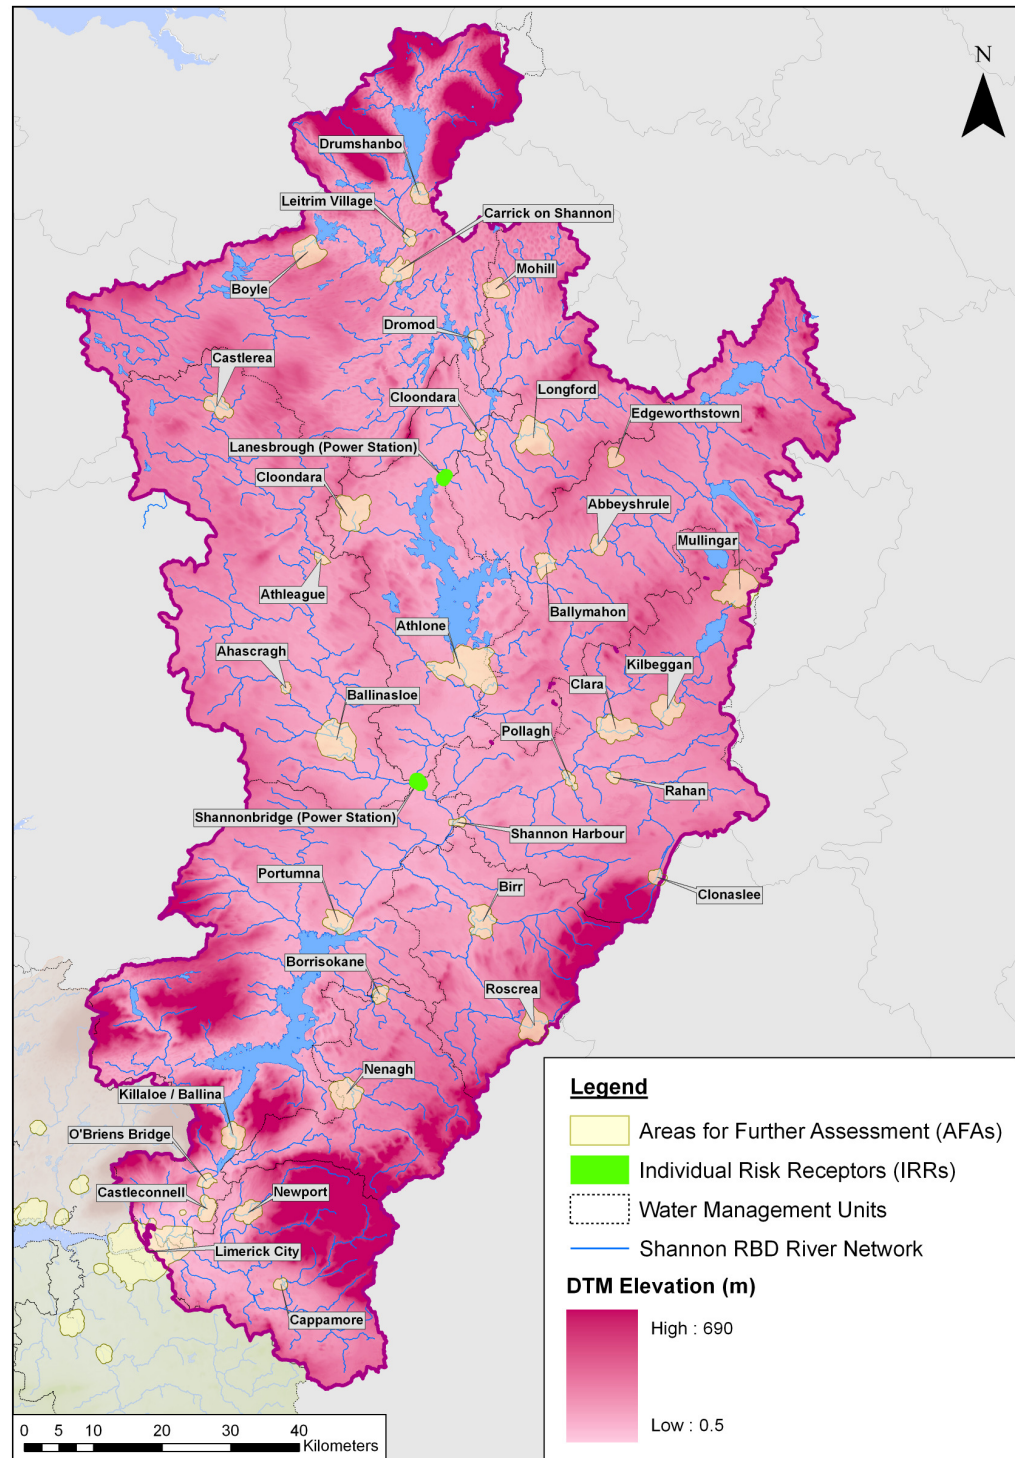 N
Drumshanbo
Leitrim Village
Carrick on Shannon
Boyle
Mohill
Dromod
Castlerea
Cloondara
Longford
Edgeworthstown
Lanesbrough (Power Station)
Cloondara
Abbeyshrule
Mullingar
Athleague
Ballymahon
Athlone
Ahascragh
Kilbeggan
Ballinasloe
Clara
Pollagh
Rahan
Shannonbridge (Power Station)
Shannon Harbour
Portumna
Birr
Clonaslee
Borrisokane
Roscrea
Nenagh
Killaloe / Ballina
O'Briens Bridge
Castleconnell
Newport
Limerick City
Cappamore
Legend
Areas for Further Assessment (AFAs)
Individual Risk Receptors (IRRs)
Water Management Units
Shannon RBD River Network
DTM Elevation (m)
High : 690
Low : 0.5
0 5 10 20 30 40
Kilometers